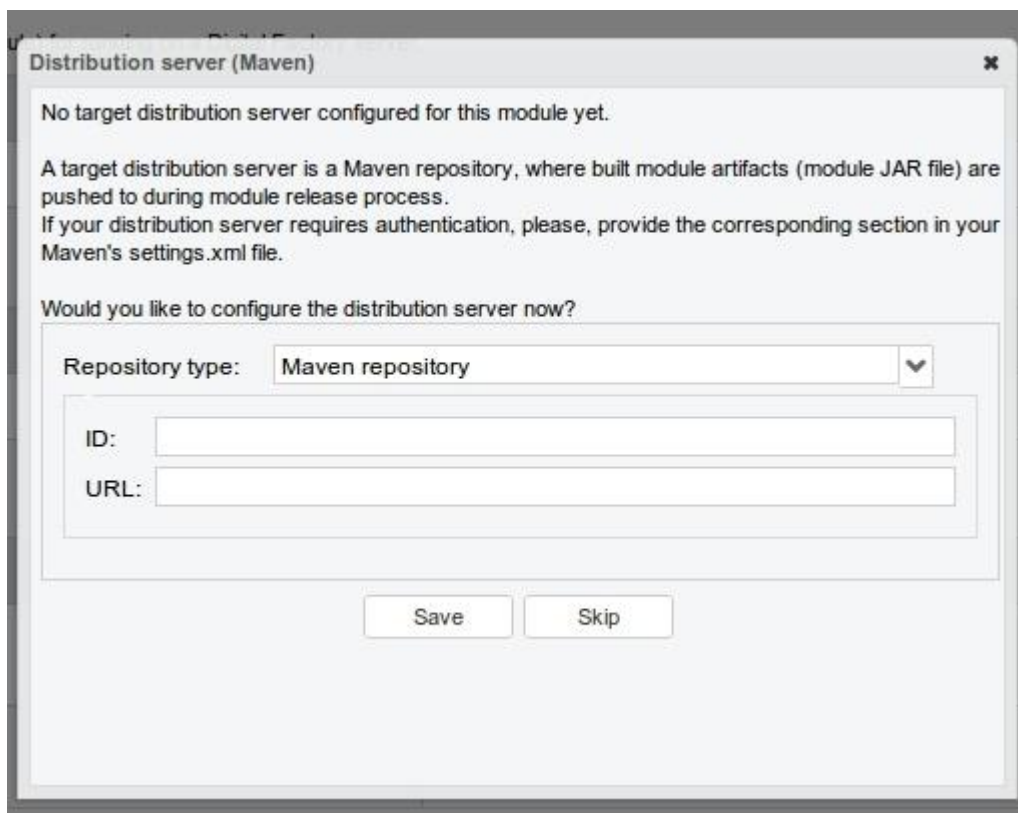 Distribution server (Maven)
No target distribution server configured for this module yet.
A target distribution server is a Maven repository, where built module artifacts (module JAR file) are
pushed to during module release process.
If your distribution server requires authentication, please, provide the corresponding section in your
Maven's settings.xml file.
Would you like to configure the distribution server now?
Repository type: Maven repository
ID:
URL:
Save Skip